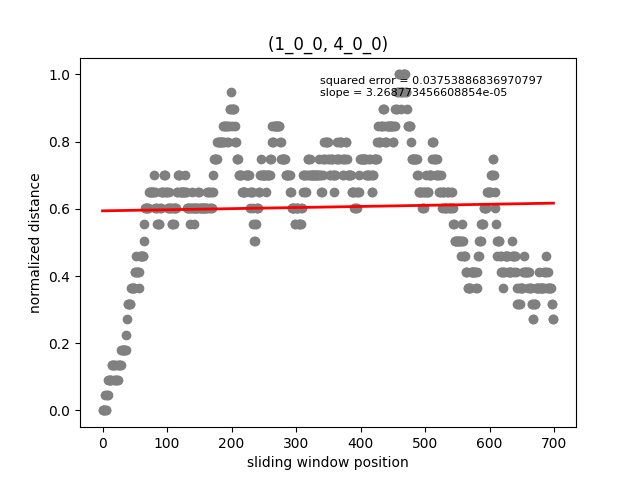 (1_0_0, 4_0_0)
squared error = 0.03753886836970797
slope = 3.268773456608854e-05
1.0
0.8
0.6
0.4
0.2
0.0
normalized distance
0 100 200 300 400 500 600 700
sliding window position